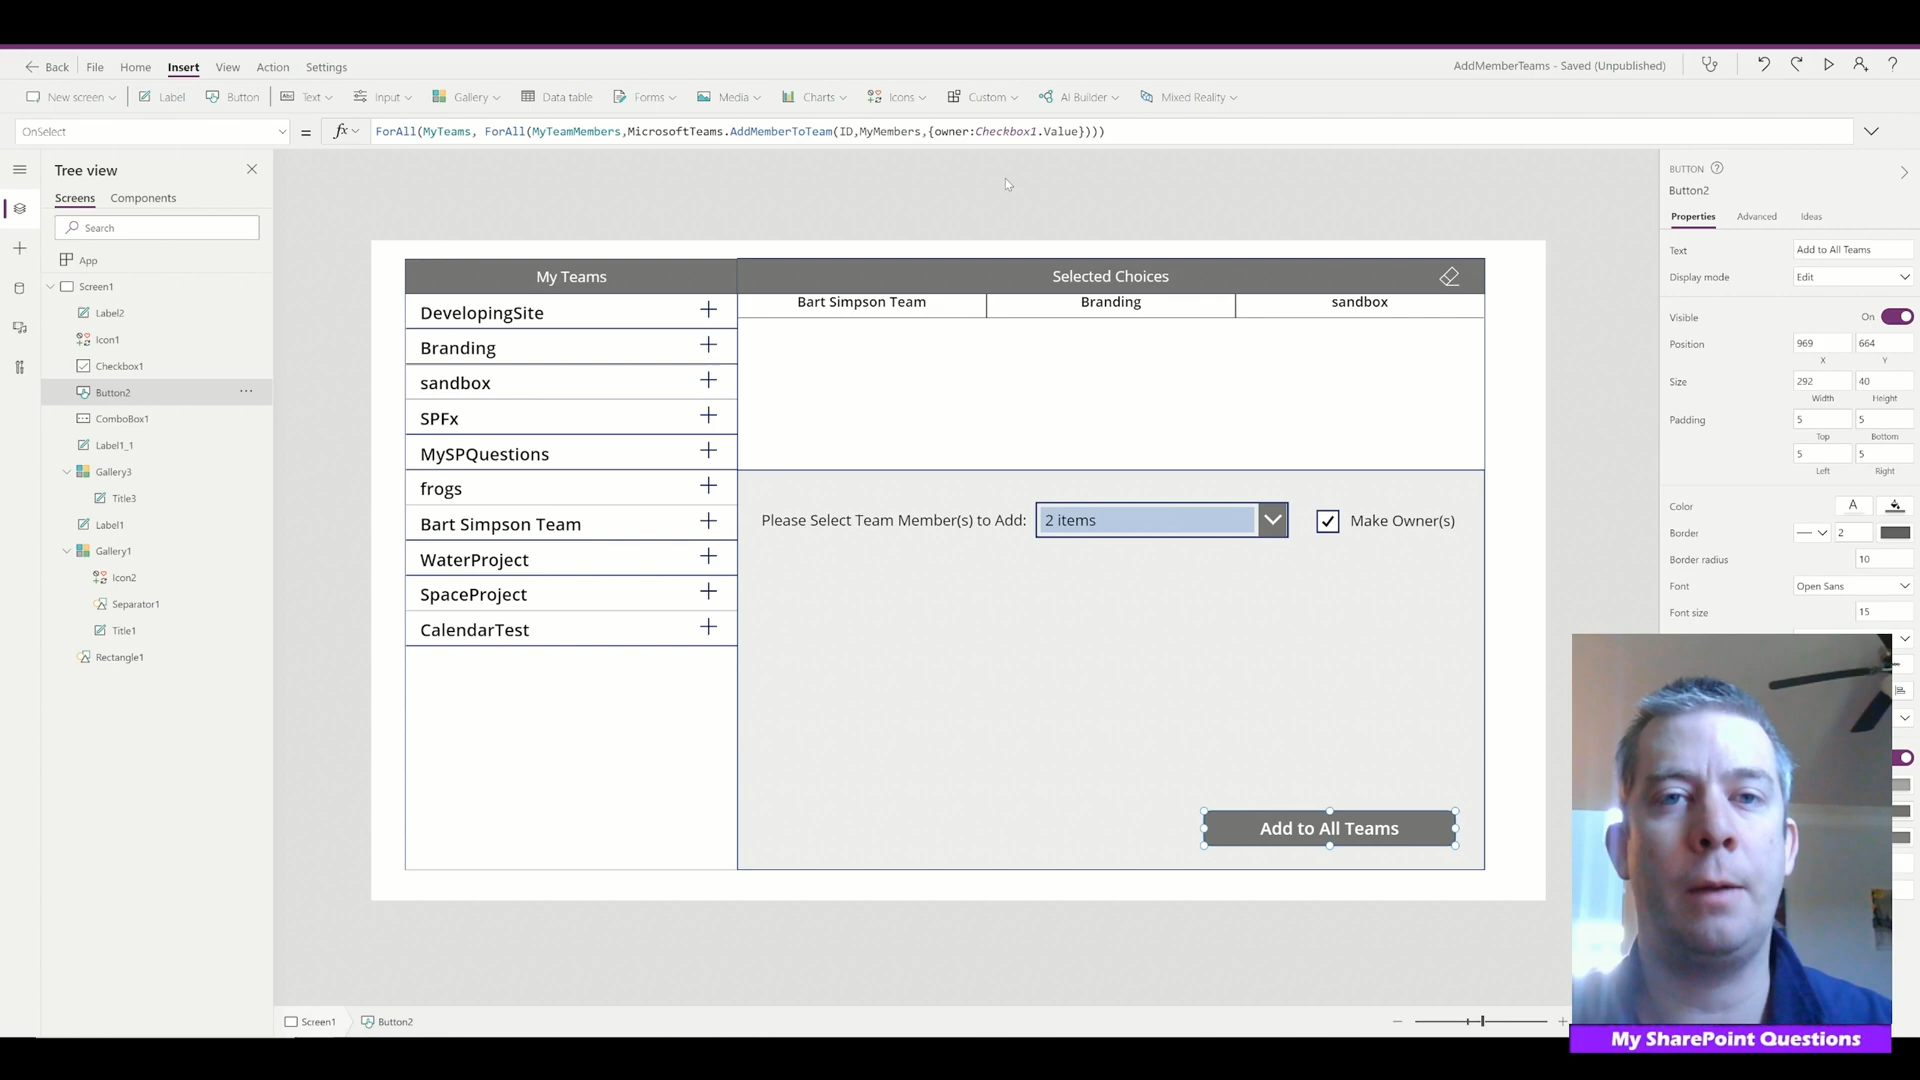 Back File Home Insert View Action Settings
AddMemberTeams - Saved (Unpublished)
New screen Label Button Text Input Gallery Data table Forms Media Charts Icons Custom AI Builder Mixed Reality
OnSelect = fx ForAll(MyTeams, ForAll(MyTeamMembers,MicrosoftTeams.AddMemberToTeam(ID,MyMembers,{owner:Checkbox1.Value})))
Tree view
Screens Components
Search
App
Screen1
Label2
Icon1
Checkbox1
Button2 ...
ComboBox1
Label1_1
Gallery3
Title3
Label1
Gallery1
Icon2
Separator1
Title1
Rectangle1
My Teams
DevelopingSite
Branding
sandbox
SPFx
MySPQuestions
frogs
Bart Simpson Team
WaterProject
SpaceProject
CalendarTest
Selected Choices
Bart Simpson Team Branding sandbox
Please Select Team Member(s) to Add: 2 items Make Owner(s)
Add to All Teams
Screen1 Button2
BUTTON
Button2
Properties Advanced Ideas
Text Add to All Teams
Display mode Edit
Visible On
Position 969 664
X Y
Size 292 40
Width Height
Padding 5 5
Top Bottom
5 5
Left Right
Color A
Border 2
Border radius 10
Font Open Sans
Font size 15
My SharePoint Questions